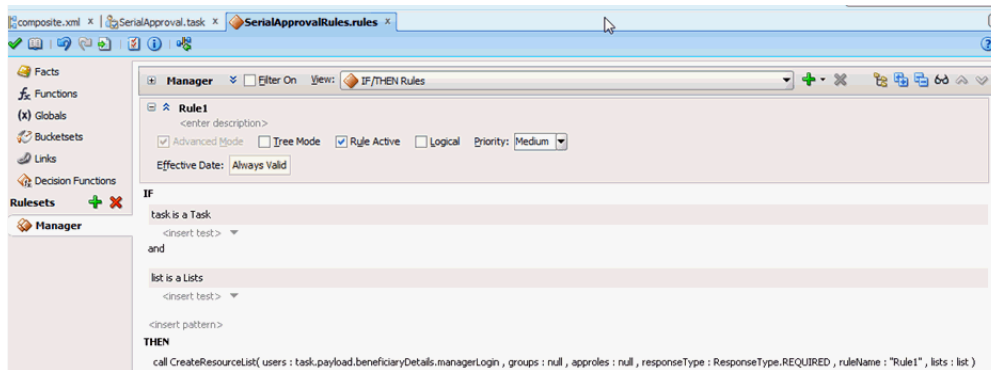 composite.xml x SerialApproval.task x SerialApprovalRules.rules x
Facts
fx Functions
(x) Globals
Bucketsets
Links
Decision Functions
Rulesets
Manager
Manager Filter On View: IF/THEN Rules
Rule1
<enter description>
Advanced Mode Tree Mode Rule Active Logical Priority: Medium
Effective Date: Always Valid
IF
task is a Task
<insert test>
and
list is a Lists
<insert test>
<insert pattern>
THEN
call CreateResourceList( users : task.payload.beneficiaryDetails.managerLogin , groups : null , approles : null , responseType : ResponseType.REQUIRED , ruleName : "Rule1" , lists : list )